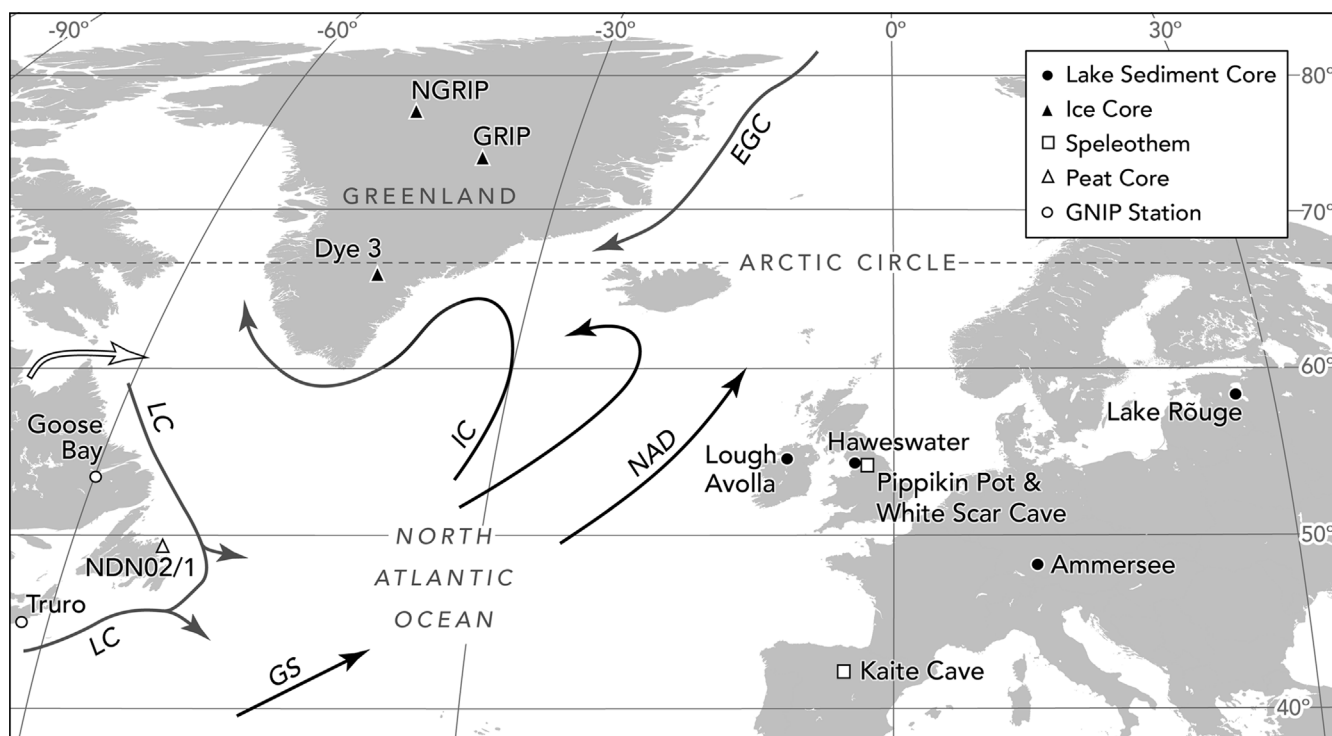 -90°
-60°
-30°
0°
30°
Lake Sediment Core
Ice Core
Speleothem
Peat Core
GNIP Station
80°
70°
60°
50°
40°
NGRIP
GRIP
GREENLAND
EGC
Dye 3
ARCTIC CIRCLE
LC
Goose
Bay
IC
NAD
Lough
Avolla
Haweswater
Pippikin Pot &
White Scar Cave
Lake Rõuge
NORTH
ATLANTIC
OCEAN
NDN02/1
Truro
LC
GS
Ammersee
Kaite Cave